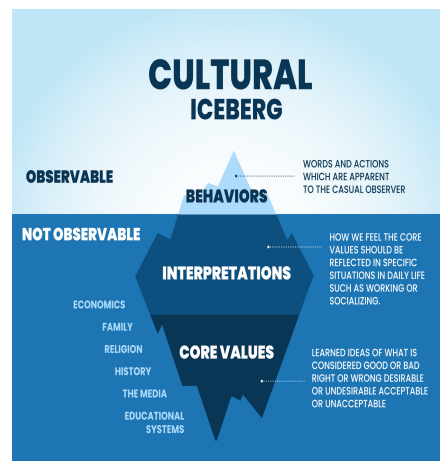 CULTURAL
ICEBERG
OBSERVABLE
BEHAVIORS
WORDS AND ACTIONS
WHICH ARE APPARENT
TO THE CASUAL OBSERVER
NOT OBSERVABLE
INTERPRETATIONS
HOW WE FEEL THE CORE
VALUES SHOULD BE
REFLECTED IN SPECIFIC
SITUATIONS IN DAILY LIFE
SUCH AS WORKING OR
SOCIALIZING.
ECONOMICS
FAMILY
RELIGION
HISTORY
THE MEDIA
EDUCATIONAL
SYSTEMS
CORE VALUES
LEARNED IDEAS OF WHAT IS
CONSIDERED GOOD OR BAD
RIGHT OR WRONG DESIRABLE
OR UNDESIRABLE ACCEPTABLE
OR UNACCEPTABLE